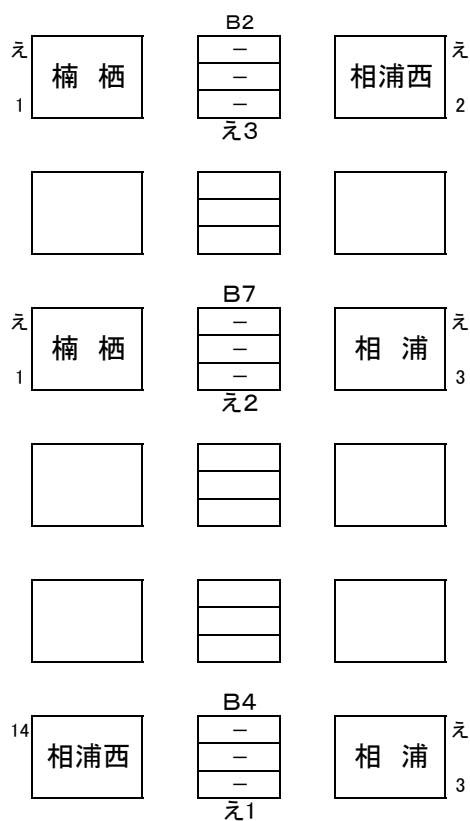 B2
え 楠 栖 － 相浦西 え
－
1 － 2
え3
B7
え 楠 栖 － 相 浦 え
－
1 － 3
え2
B4
14 相浦西 － 相 浦 え
－
－ 3
え1